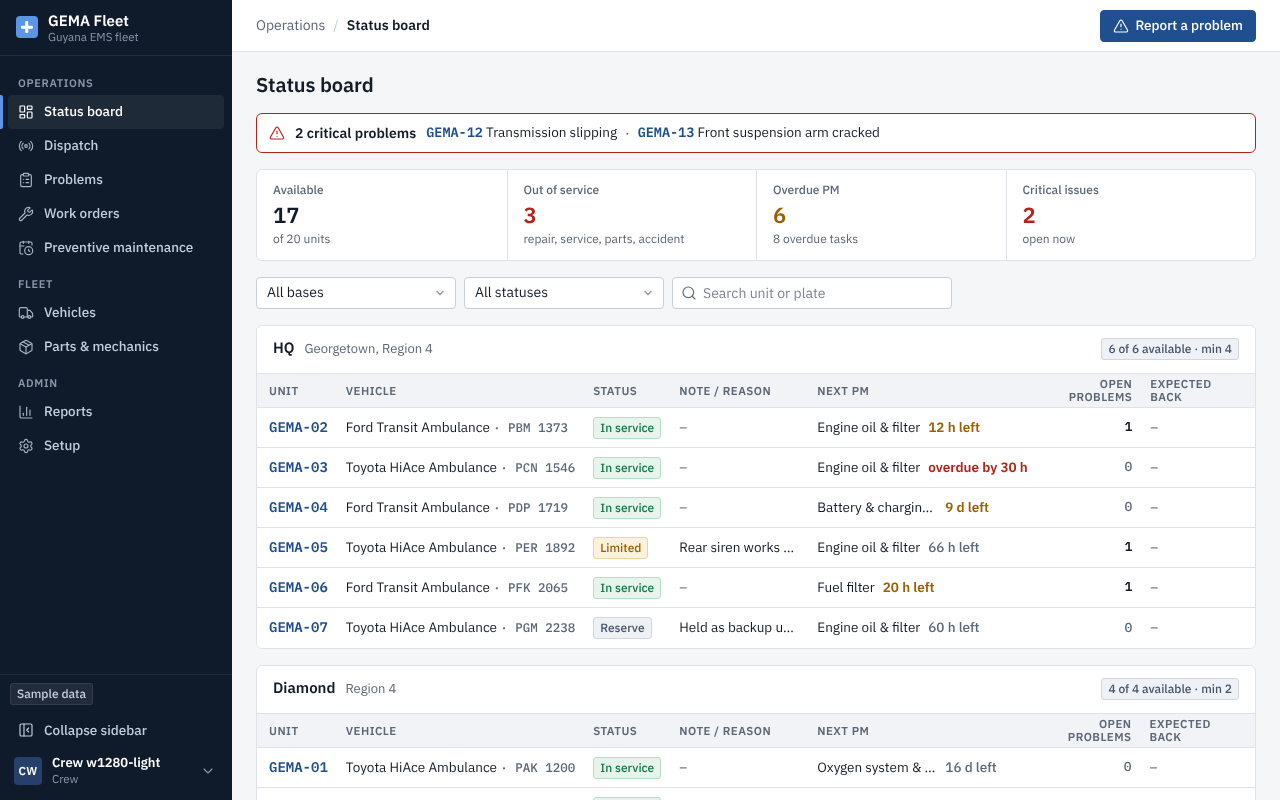 GEMA Fleet
Guyana EMS fleet
OPERATIONS
Status board
Dispatch
Problems
Work orders
Preventive maintenance
FLEET
Vehicles
Parts & mechanics
ADMIN
Reports
Setup
Sample data
Collapse sidebar
CW
Crew w1280-light
Crew
Operations / Status board
Report a problem
Status board
2 critical problems GEMA-12 Transmission slipping · GEMA-13 Front suspension arm cracked
Available
17
of 20 units
Out of service
3
repair, service, parts, accident
Overdue PM
6
8 overdue tasks
Critical issues
2
open now
All bases
All statuses
Search unit or plate
HQ Georgetown, Region 4 6 of 6 available · min 4
UNIT VEHICLE STATUS NOTE / REASON NEXT PM OPEN PROBLEMS EXPECTED BACK
GEMA-02 Ford Transit Ambulance · PBM 1373 In service – Engine oil & filter 12 h left 1 –
GEMA-03 Toyota HiAce Ambulance · PCN 1546 In service – Engine oil & filter overdue by 30 h 0 –
GEMA-04 Ford Transit Ambulance · PDP 1719 In service – Battery & chargin... 9 d left 0 –
GEMA-05 Toyota HiAce Ambulance · PER 1892 Limited Rear siren works ... Engine oil & filter 66 h left 1 –
GEMA-06 Ford Transit Ambulance · PFK 2065 In service – Fuel filter 20 h left 1 –
GEMA-07 Toyota HiAce Ambulance · PGM 2238 Reserve Held as backup u... Engine oil & filter 60 h left 0 –
Diamond Region 4 4 of 4 available · min 2
UNIT VEHICLE STATUS NOTE / REASON NEXT PM OPEN PROBLEMS EXPECTED BACK
GEMA-01 Toyota HiAce Ambulance · PAK 1200 In service – Oxygen system & ... 16 d left 0 –